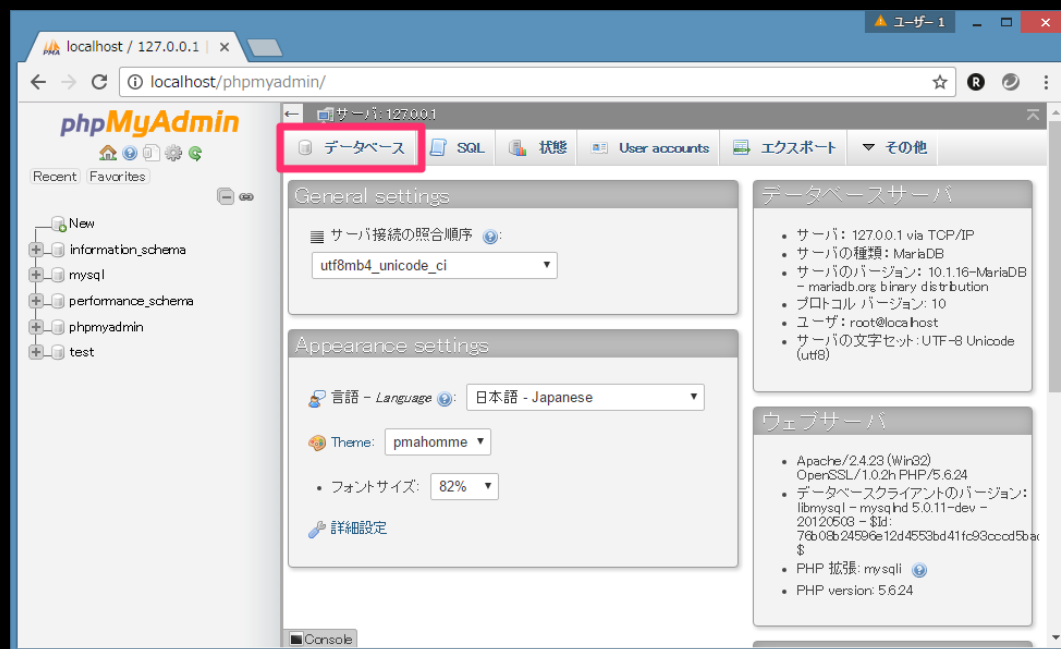 ユーザー 1
localhost / 127.0.0.1
localhost/phpmyadmin/
phpMyAdmin
Recent Favorites
New
information_schema
mysql
performance_schema
phpmyadmin
test
サーバ: 127.0.0.1
データベース SQL 状態 User accounts エクスポート その他
General settings
サーバ接続の照合順序 :
utf8mb4_unicode_ci
Appearance settings
言語 - Language : 日本語 - Japanese
Theme: pmahomme
• フォントサイズ: 82%
詳細設定
データベースサーバ
• サーバ: 127.0.0.1 via TCP/IP
• サーバの種類: MariaDB
• サーバのバージョン: 10.1.16-MariaDB
- mariadb.org binary distribution
• プロトコル バージョン: 10
• ユーザ: root@localhost
• サーバの文字セット: UTF-8 Unicode
(utf8)
ウェブサーバ
• Apache/2.4.23 (Win32)
OpenSSL/1.0.2h PHP/5.6.24
• データベースクライアントのバージョン:
libmysql - mysqlnd 5.0.11-dev -
20120503 - $Id:
76b08b24596e12d4553bd41fc93cccd5bac
$
• PHP 拡張: mysqli
• PHP version: 5.6.24
Console